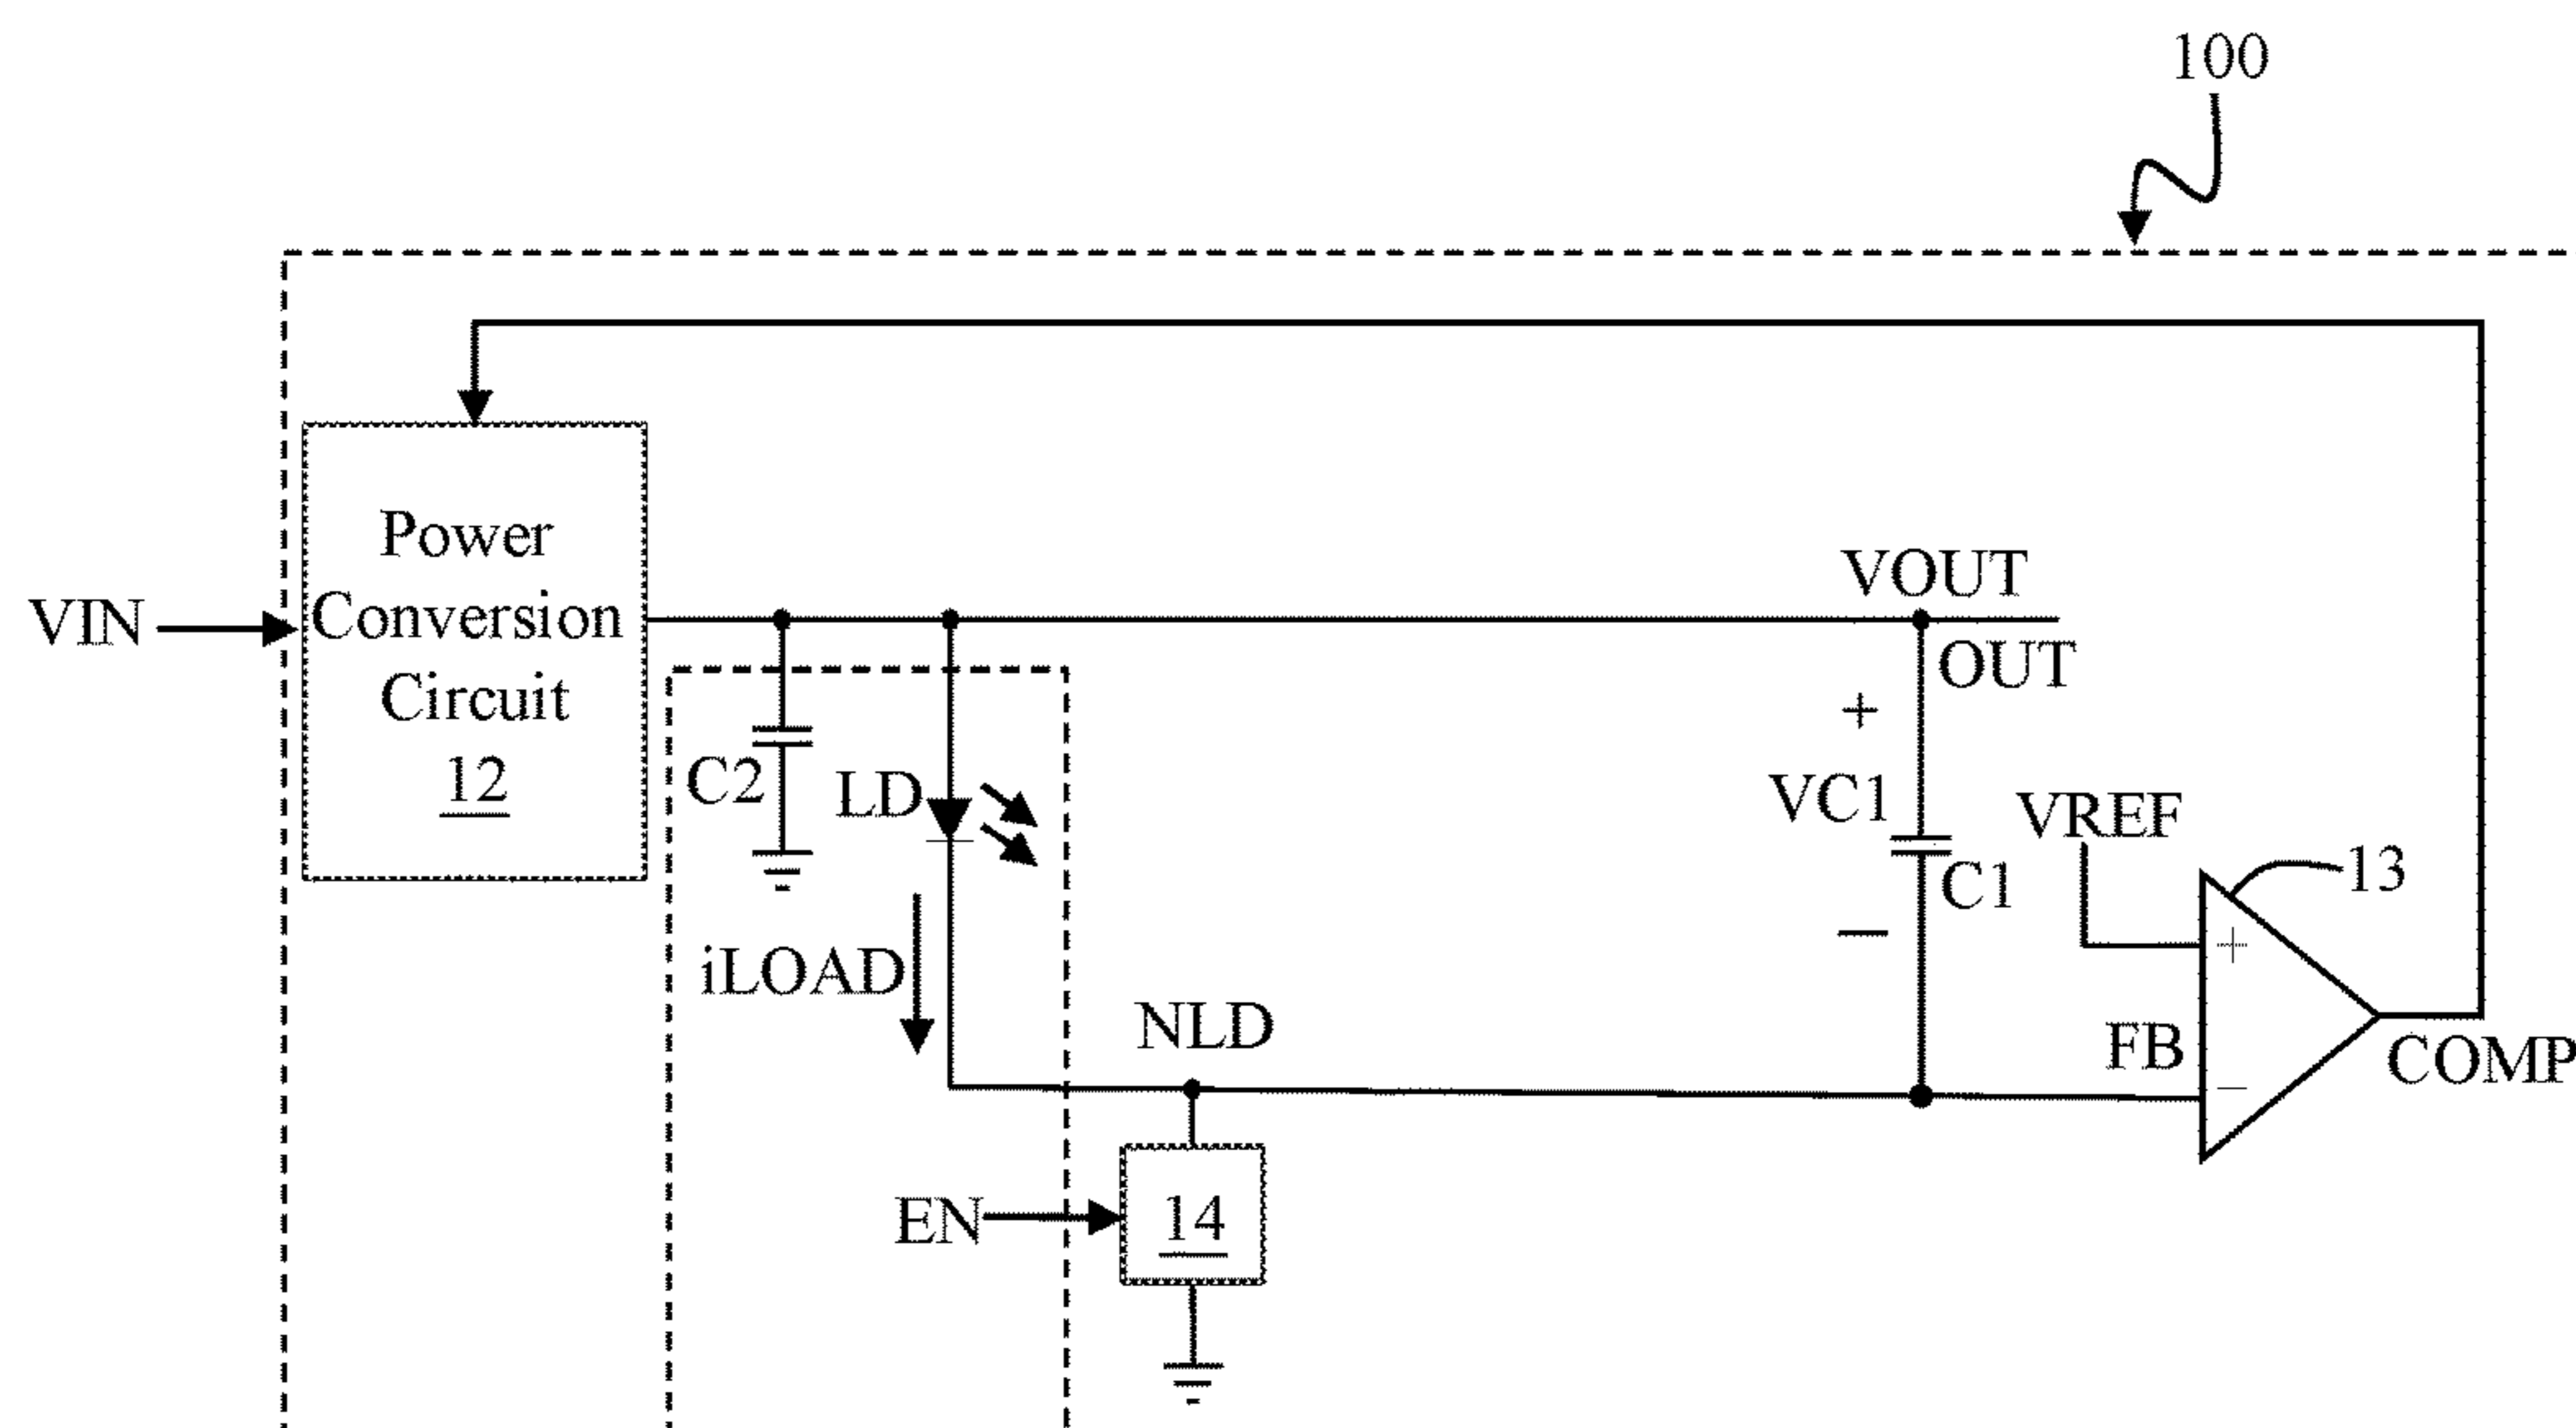 100
Power
Conversion
Circuit
12
VIN
VOUT
OUT
+
VC1
C1
−
C2
LD
iLOAD
VREF
13
+
FB
−
COMP
NLD
EN
14